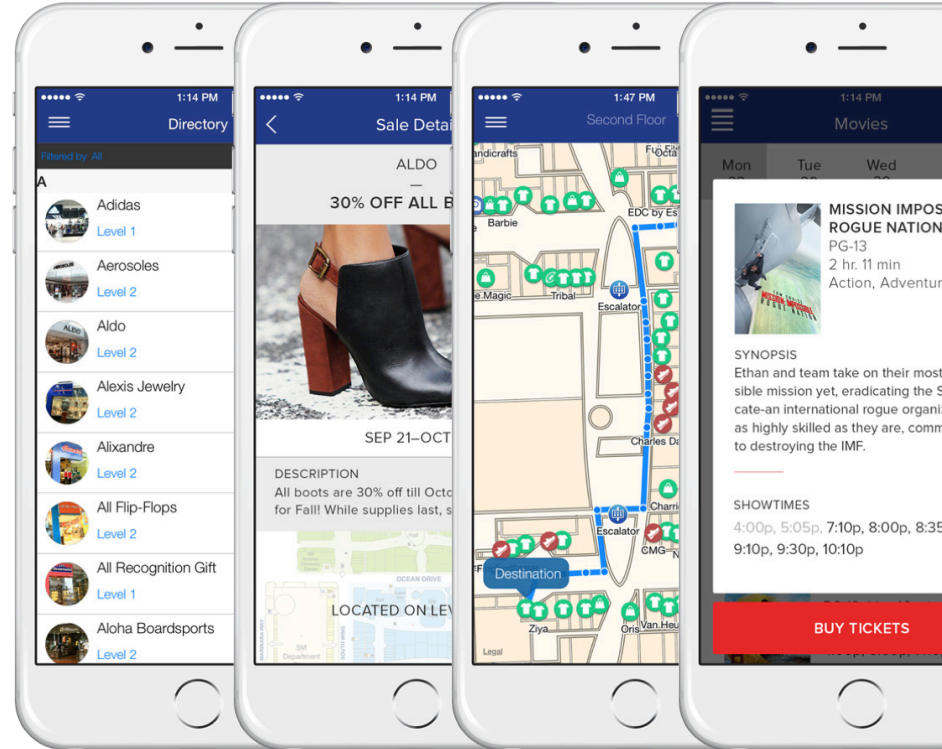 1:14 PM
Directory
Filtered by All
A
Adidas
Level 1
Aerosoles
Level 2
Aldo
Level 2
Alexis Jewelry
Level 2
Alixandre
Level 2
All Flip-Flops
Level 2
All Recognition Gift
Level 1
Aloha Boardsports
Level 2
1:14 PM
Sale Detai
ALDO
30% OFF ALL B
SEP 21–OCT
DESCRIPTION
All boots are 30% off till Octo
for Fall! While supplies last, s
OCEAN DRIVE
LOCATED ON LEV
SM
Department
1:47 PM
Second Floor
andicrafts
Barbie
EDC by Es
e Magic
Tribal
Escalator
Charles Da
Charri
Escalator
CMG
Destination
Ziya
Oris
Van Heu
Legal
1:14 PM
Movies
Mon
Tue
Wed
MISSION IMPOS
ROGUE NATION
PG-13
2 hr. 11 min
Action, Adventur
SYNOPSIS
Ethan and team take on their most
sible mission yet, eradicating the S
cate-an international rogue organi
as highly skilled as they are, comm
to destroying the IMF.
SHOWTIMES
4:00p, 5:05p, 7:10p, 8:00p, 8:35
9:10p, 9:30p, 10:10p
BUY TICKETS